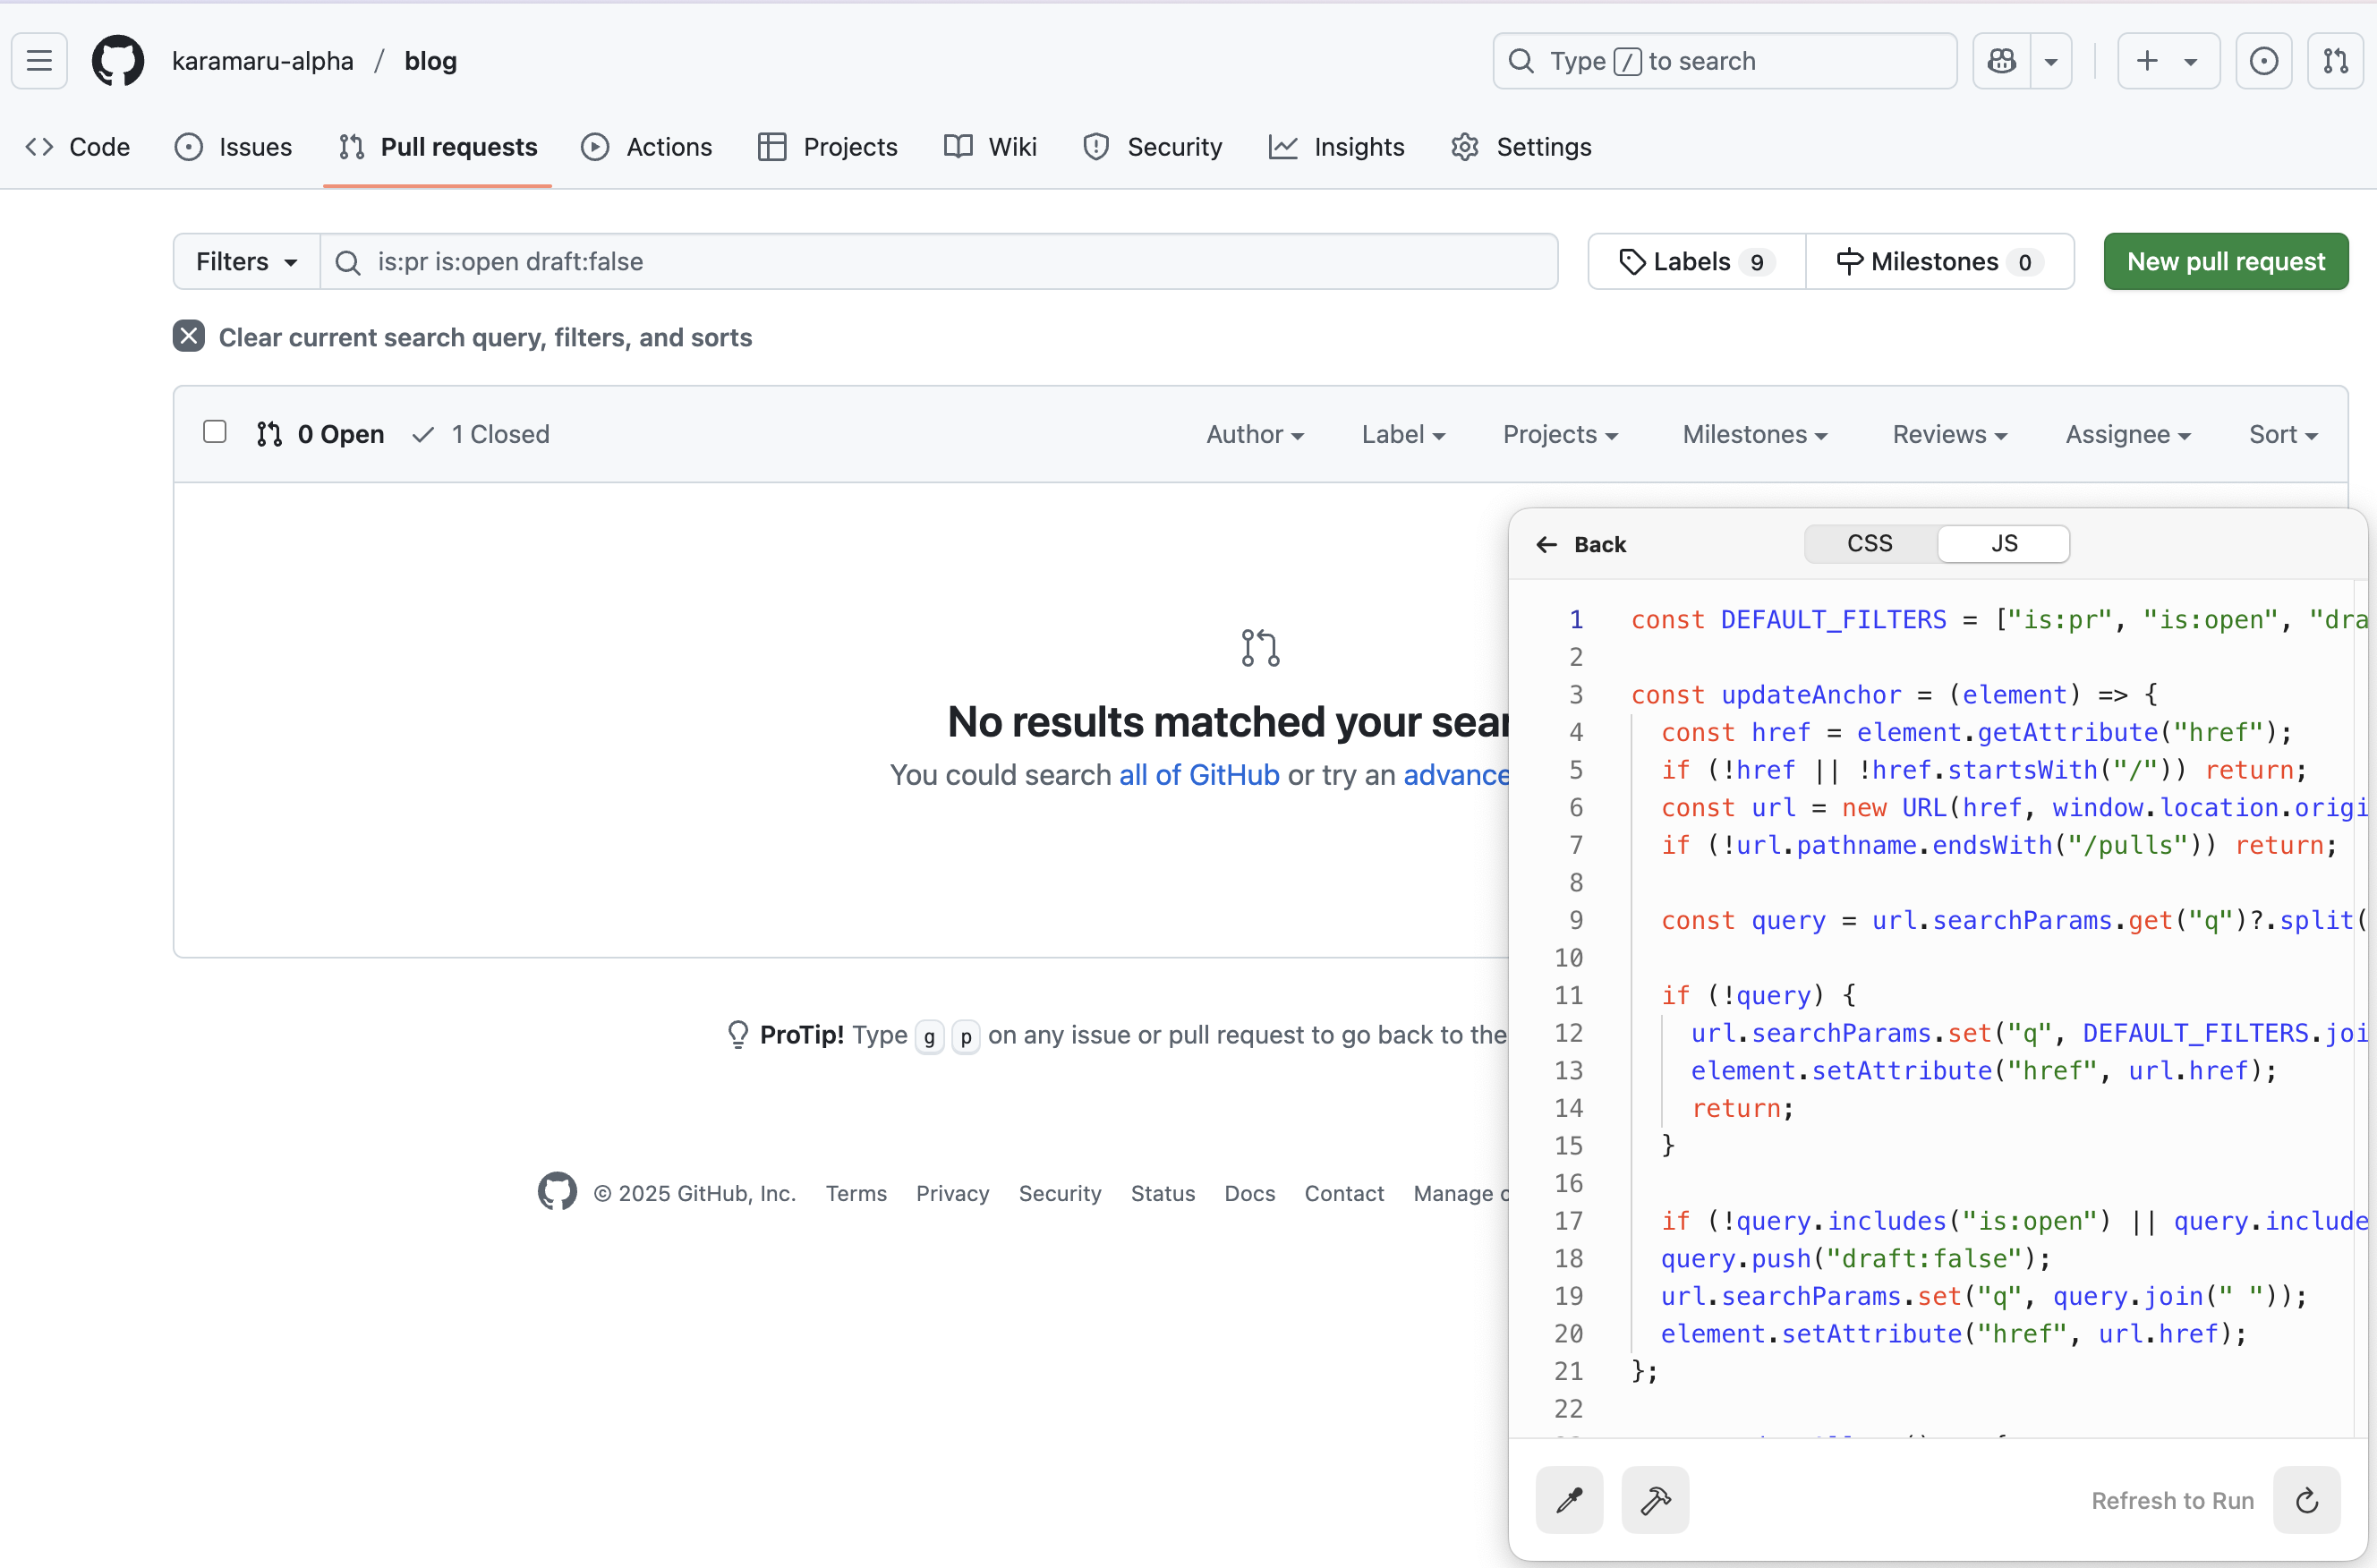 karamaru-alpha / blog
Type / to search
Code Issues Pull requests Actions Projects Wiki Security Insights Settings
Filters is:pr is:open draft:false Labels 9 Milestones 0 New pull request
Clear current search query, filters, and sorts
0 Open 1 Closed Author Label Projects Milestones Reviews Assignee Sort
No results matched your sear
You could search all of GitHub or try an advance
ProTip! Type g p on any issue or pull request to go back to the
© 2025 GitHub, Inc. Terms Privacy Security Status Docs Contact Manage
Back CSS JS
1 const DEFAULT_FILTERS = ["is:pr", "is:open", "dra
2
3 const updateAnchor = (element) => {
4 const href = element.getAttribute("href");
5 if (!href || !href.startsWith("/")) return;
6 const url = new URL(href, window.location.origi
7 if (!url.pathname.endsWith("/pulls")) return;
8
9 const query = url.searchParams.get("q")?.split(
10
11 if (!query) {
12 url.searchParams.set("q", DEFAULT_FILTERS.joi
13 element.setAttribute("href", url.href);
14 return;
15 }
16
17 if (!query.includes("is:open") || query.include
18 query.push("draft:false");
19 url.searchParams.set("q", query.join(" "));
20 element.setAttribute("href", url.href);
21 };
22
Refresh to Run